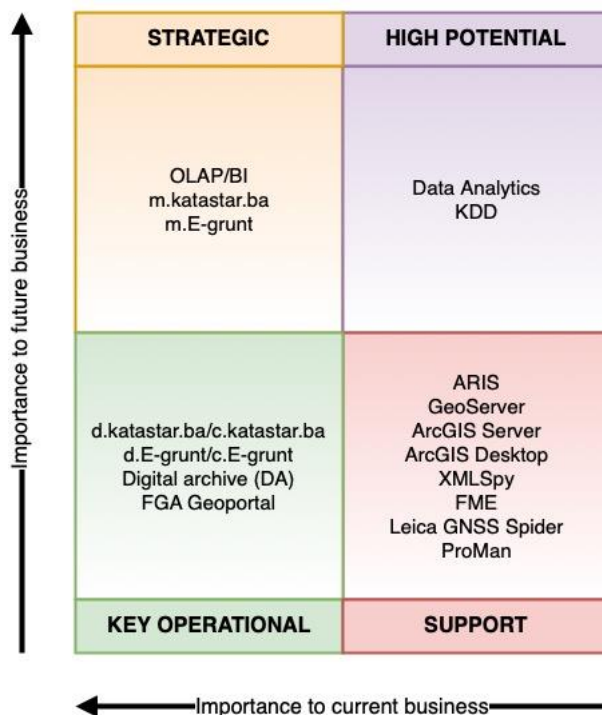 STRATEGIC
HIGH POTENTIAL
OLAP/BI
m.katastar.ba
m.E-grunt
Data Analytics
KDD
d.katastar.ba/c.katastar.ba
d.E-grunt/c.E-grunt
Digital archive (DA)
FGA Geoportal
ARIS
GeoServer
ArcGIS Server
ArcGIS Desktop
XMLSpy
FME
Leica GNSS Spider
ProMan
KEY OPERATIONAL
SUPPORT
Importance to future business
Importance to current business